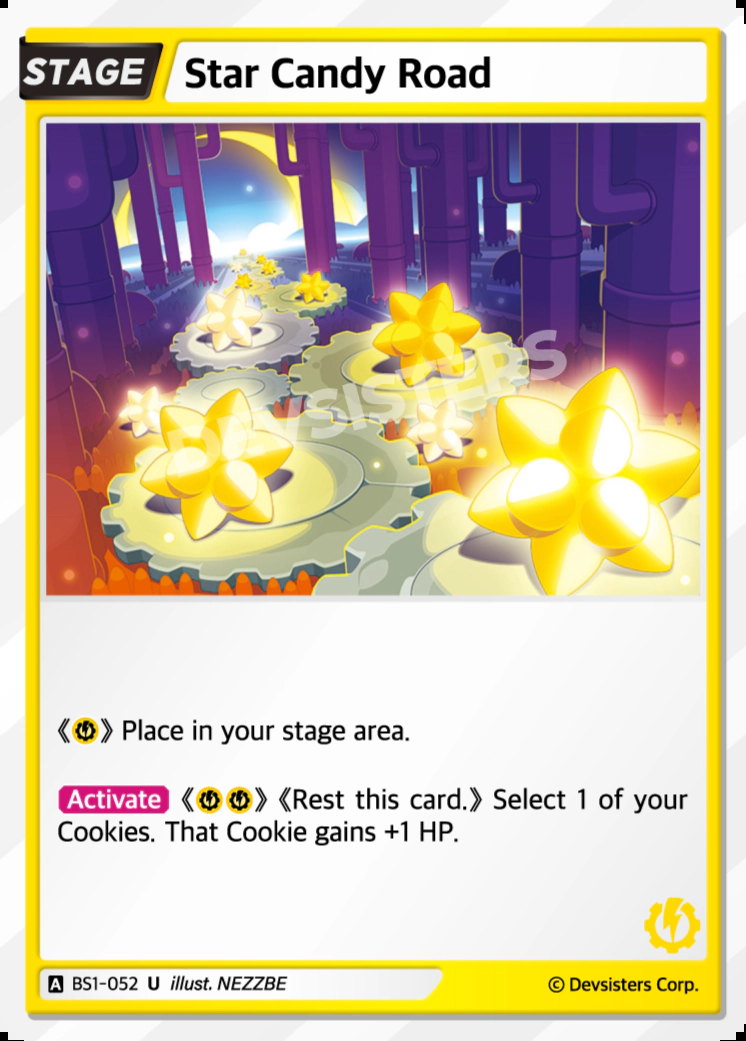 STAGE
Star Candy Road
DEVSISTERS
《》 Place in your stage area.
Activate 《》 《Rest this card.》 Select 1 of your
Cookies. That Cookie gains +1 HP.
A BS1-052 U illust. NEZZBE
© Devsisters Corp.